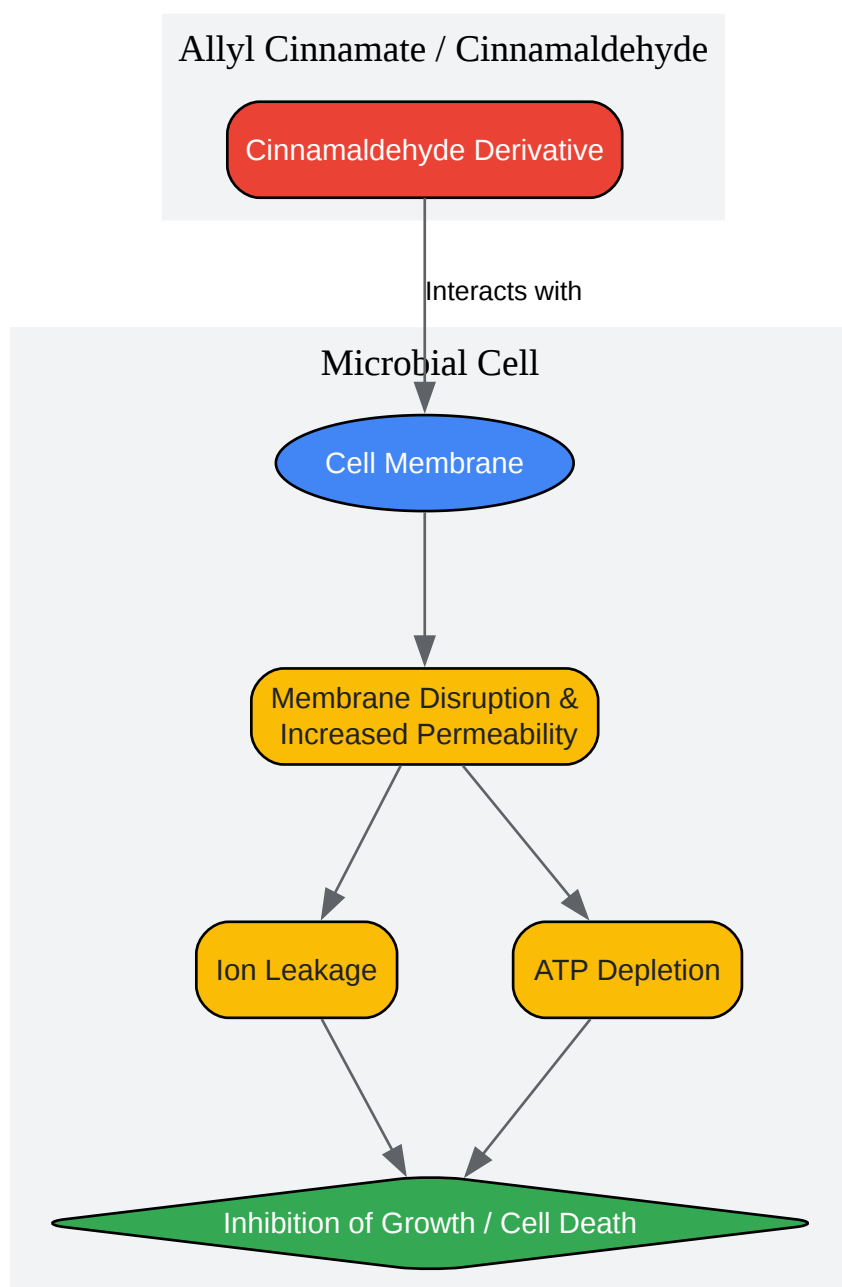 Allyl Cinnamate / Cinnamaldehyde
Cinnamaldehyde Derivative
Interacts with
Microbial Cell
Cell Membrane
Membrane Disruption &
Increased Permeability
Ion Leakage
ATP Depletion
Inhibition of Growth / Cell Death